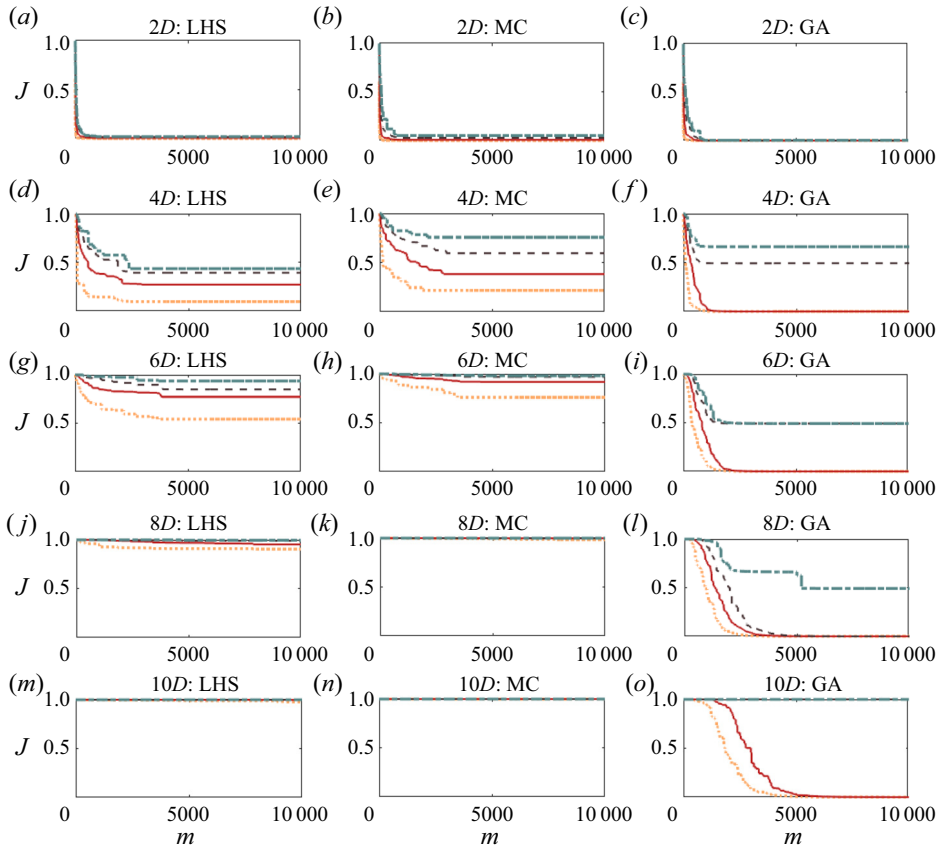 (a) 2D: LHS (b) 2D: MC (c) 2D: GA
1.0 1.0 1.0
J 0.5 0.5 0.5
0 5000 10 000 0 5000 10 000 0 5000 10 000
(d) 4D: LHS (e) 4D: MC (f) 4D: GA
1.0 1.0 1.0
J 0.5 0.5 0.5
0 5000 10 000 0 5000 10 000 0 5000 10 000
(g) 6D: LHS (h) 6D: MC (i) 6D: GA
1.0 1.0 1.0
J 0.5 0.5 0.5
0 5000 10 000 0 5000 10 000 0 5000 10 000
(j) 8D: LHS (k) 8D: MC (l) 8D: GA
1.0 1.0 1.0
J 0.5 0.5 0.5
0 5000 10 000 0 5000 10 000 0 5000 10 000
(m) 10D: LHS (n) 10D: MC (o) 10D: GA
1.0 1.0 1.0
J 0.5 0.5 0.5
0 5000 10 000 0 5000 10 000 0 5000 10 000
m m m